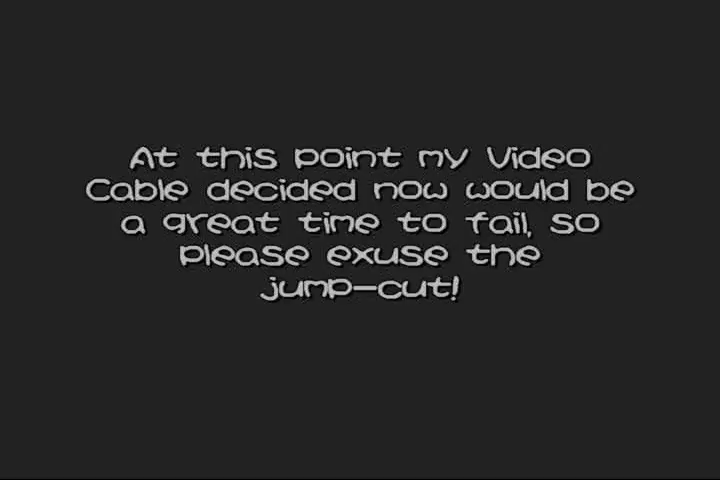 At this point my Video
Cable decided now would be
a great time to fail, so
please exuse the
jump-cut!